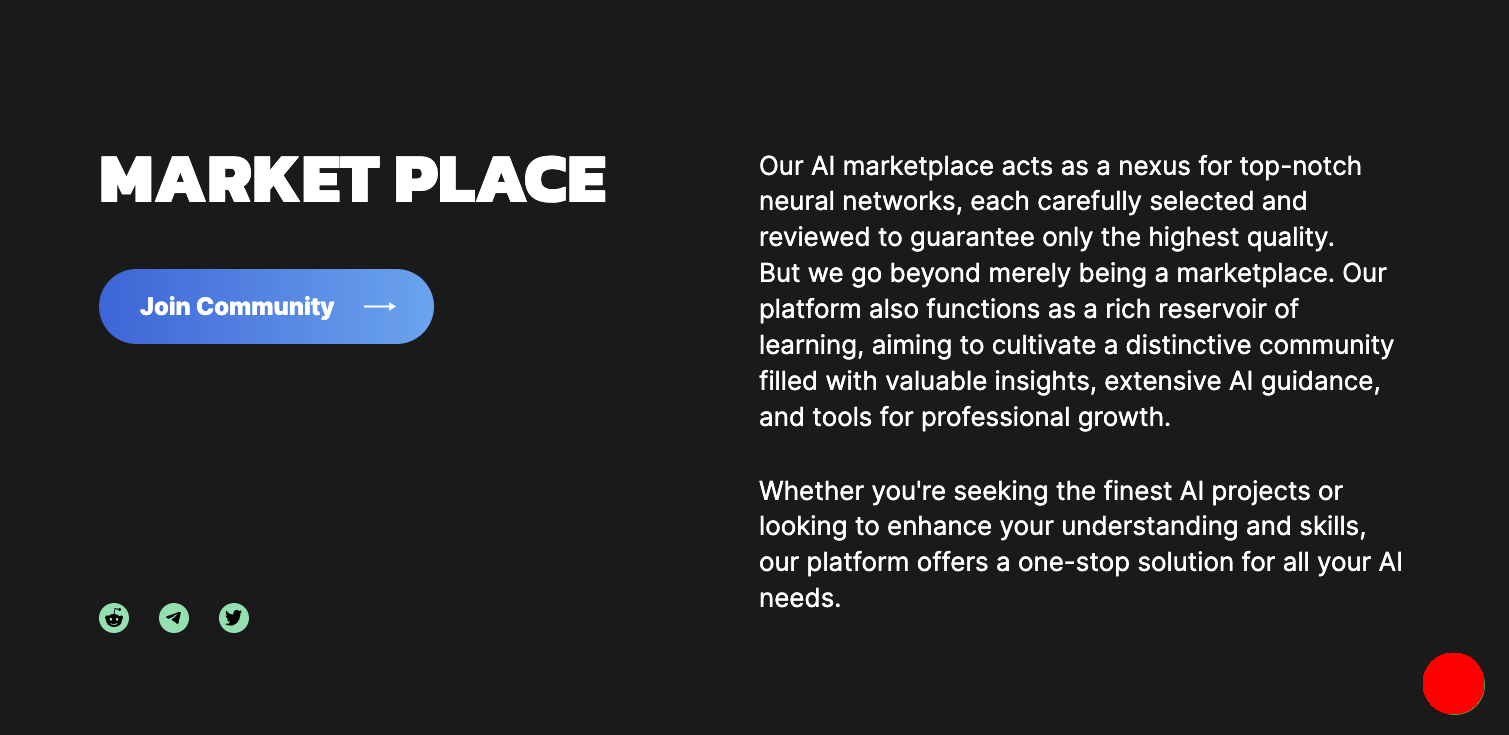 MARKET PLACE
Join Community
Our AI marketplace acts as a nexus for top-notch
neural networks, each carefully selected and
reviewed to guarantee only the highest quality.
But we go beyond merely being a marketplace. Our
platform also functions as a rich reservoir of
learning, aiming to cultivate a distinctive community
filled with valuable insights, extensive AI guidance,
and tools for professional growth.
Whether you're seeking the finest AI projects or
looking to enhance your understanding and skills,
our platform offers a one-stop solution for all your AI
needs.